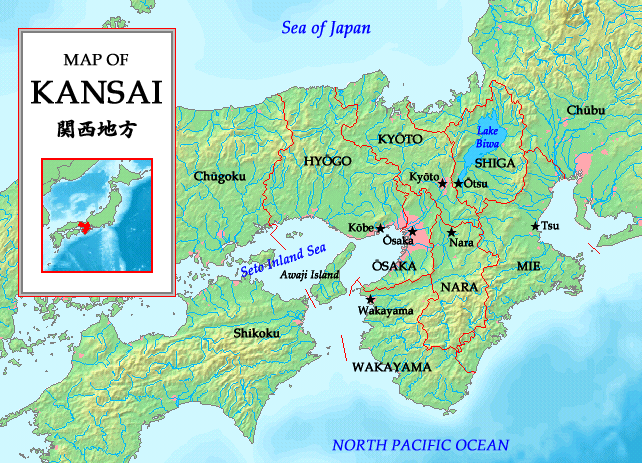 Sea of Japan
MAP OF
KANSAI
関西地方
Chūbu
KYŌTO
Lake
Biwa
HYŌGO
SHIGA
Chūgoku
Kyōto
Ōtsu
Kōbe
Ōsaka
Nara
Tsu
Seto Inland Sea
Awaji Island
ŌSAKA
MIE
NARA
Wakayama
Shikoku
WAKAYAMA
NORTH PACIFIC OCEAN